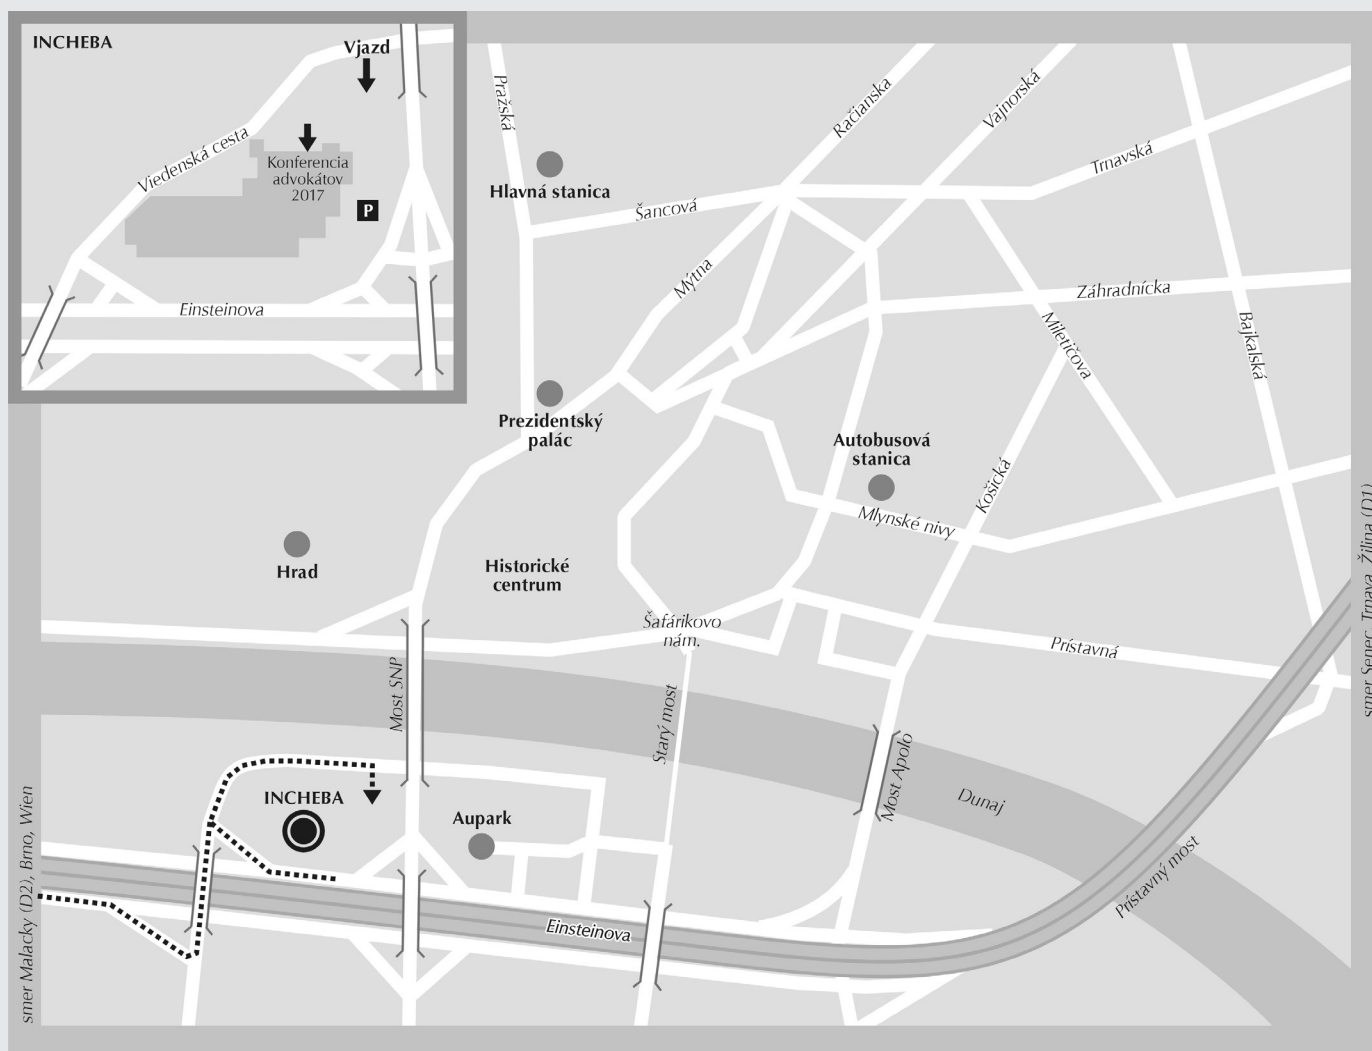 INCHEBA
Vjazd
Viedenská cesta
Konferencia
advokátov
2017
P
Einsteinova
Pražská
Hlavná stanica
Šancová
Račianska
Vajnorská
Trnavská
Mýtna
Záhradnícka
Miletičova
Bajkalská
Prezidentský
palác
Autobusová
stanica
Košická
Mlynské nivy
Hrad
Historické
centrum
Šafárikovo
nám.
Prístavná
Most SNP
Starý most
Most Apolo
Dunaj
Prístavný most
INCHEBA
Aupark
Einsteinova
smer Malacky (D2), Brno, Wien
smer Senec, Trnava, Žilina (D1)